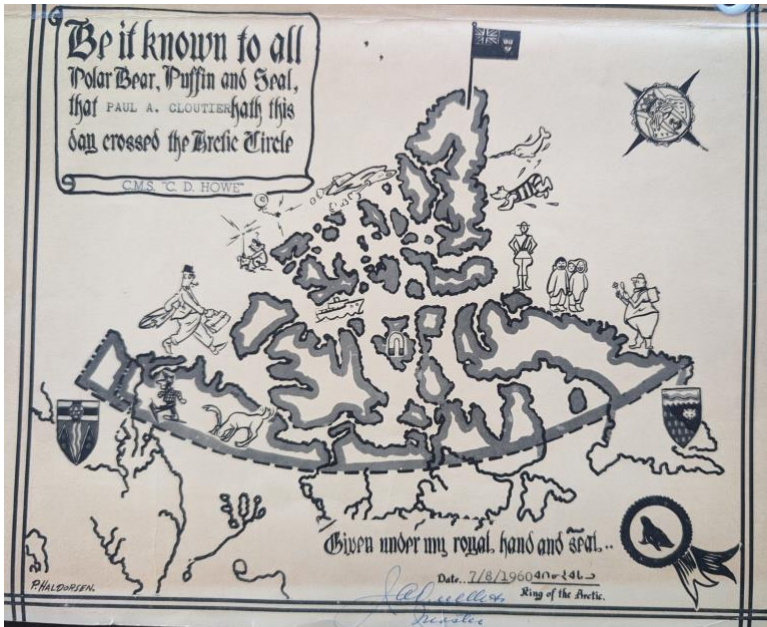 Be it known to all
Polar Bear, Puffin and Seal,
that PAUL A. CLOUTIER hath this
day crossed the Arctic Circle
C.M.S. "C. D. HOWE"
Given under my royal, hand and seal...
Date.. 7/8/1960
King of the Arctic.
Master
P. HALDORSEN.